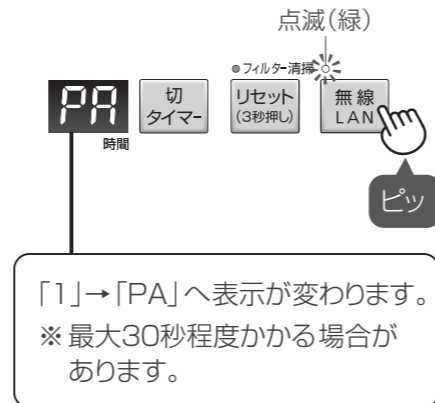 点滅（緑）
フィルター清掃
PA
切
タイマー
時間
リセット
(3秒押し)
無線
LAN
ピッ
「1」→「PA」へ表示が変わります。
※ 最大30秒程度かかる場合が
あります。